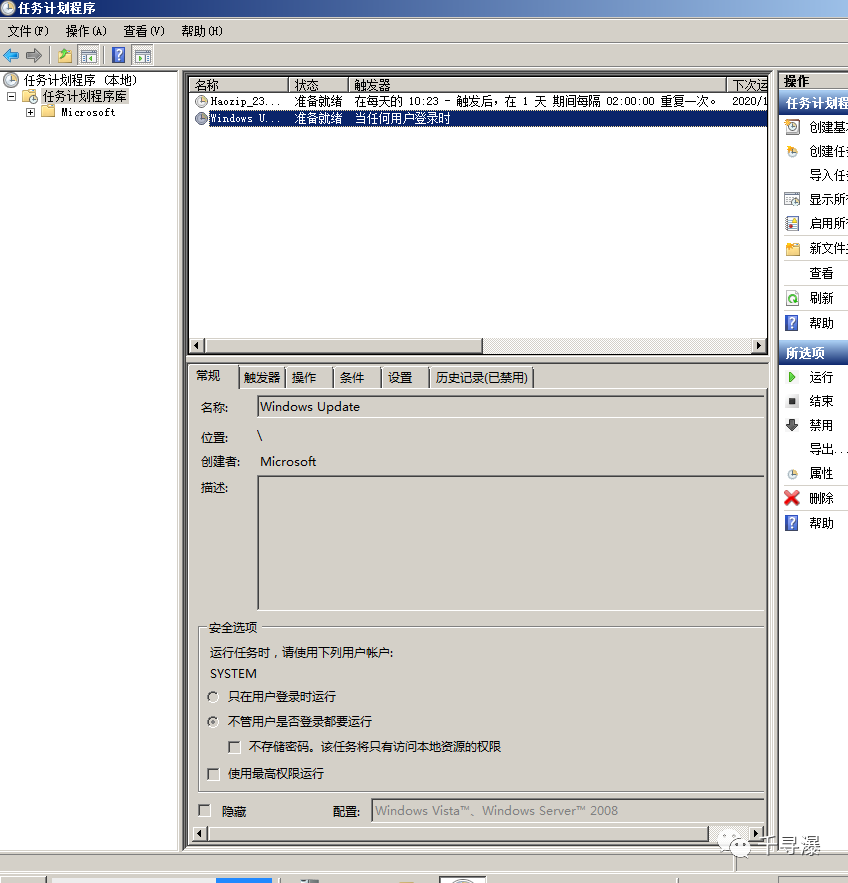 任务计划程序
文件(F) 操作(A) 查看(V) 帮助(H)
任务计划程序 (本地)
任务计划程序库
Microsoft
名称 状态 触发器 下次运
Haozip_23... 准备就绪 在每天的 10:23 - 触发后，在 1 天 期间每隔 02:00:00 重复一次。 2020/1
Windows U... 准备就绪 当任何用户登录时
常规 触发器 操作 条件 设置 历史记录(已禁用)
名称: Windows Update
位置: \
创建者: Microsoft
描述:
安全选项
运行任务时，请使用下列用户帐户:
SYSTEM
只在用户登录时运行
不管用户是否登录都要运行
不存储密码。该任务将只有访问本地资源的权限
使用最高权限运行
隐藏 配置: Windows Vista™、Windows Server™ 2008
操作
任务计划程
创建基本
创建任务
导入任
显示所有
启用所有
新文件夹
查看
刷新
帮助
所选项
运行
结束
禁用
导出...
属性
删除
帮助
千寻瀑